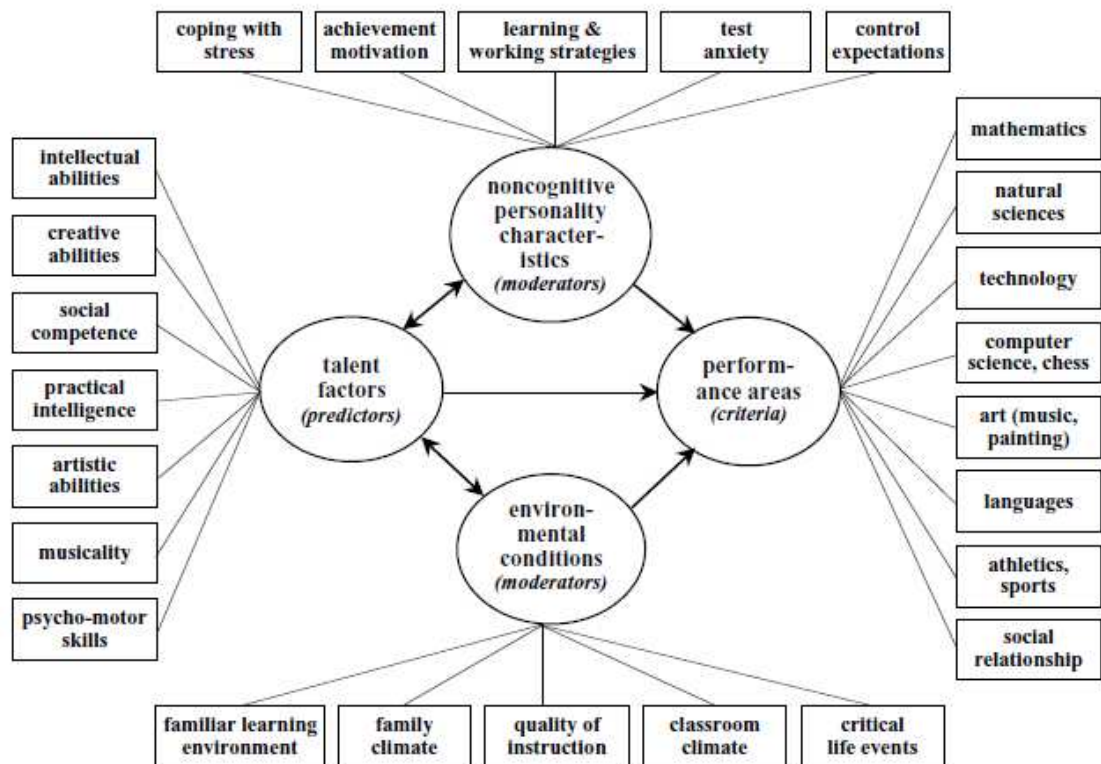 coping with
stress
achievement
motivation
learning &
working strategies
test
anxiety
control
expectations
intellectual
abilities
creative
abilities
social
competence
practical
intelligence
artistic
abilities
musicality
psycho-motor
skills
noncognitive
personality
character-
istics
(moderators)
talent
factors
(predictors)
perform-
ance areas
(criteria)
environ-
mental
conditions
(moderators)
mathematics
natural
sciences
technology
computer
science, chess
art (music,
painting)
languages
athletics,
sports
social
relationship
familiar learning
environment
family
climate
quality of
instruction
classroom
climate
critical
life events